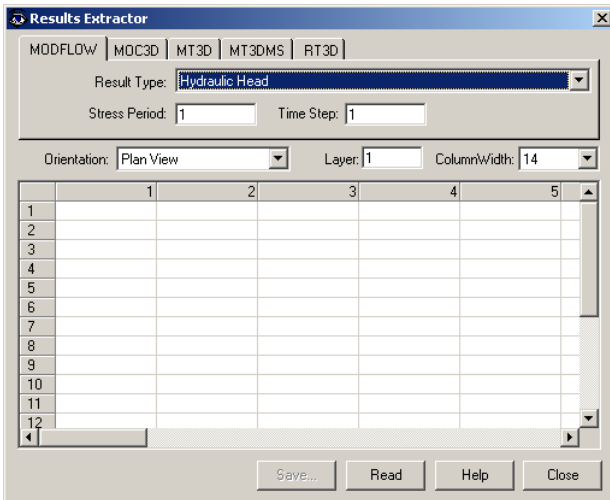 Results Extractor
MODFLOW MOC3D MT3D MT3DMS RT3D
Result Type: Hydraulic Head
Stress Period: 1 Time Step: 1
Orientation: Plan View Layer: 1 ColumnWidth: 14
1 2 3 4 5
1
2
3
4
5
6
7
8
9
10
11
12
Save... Read Help Close